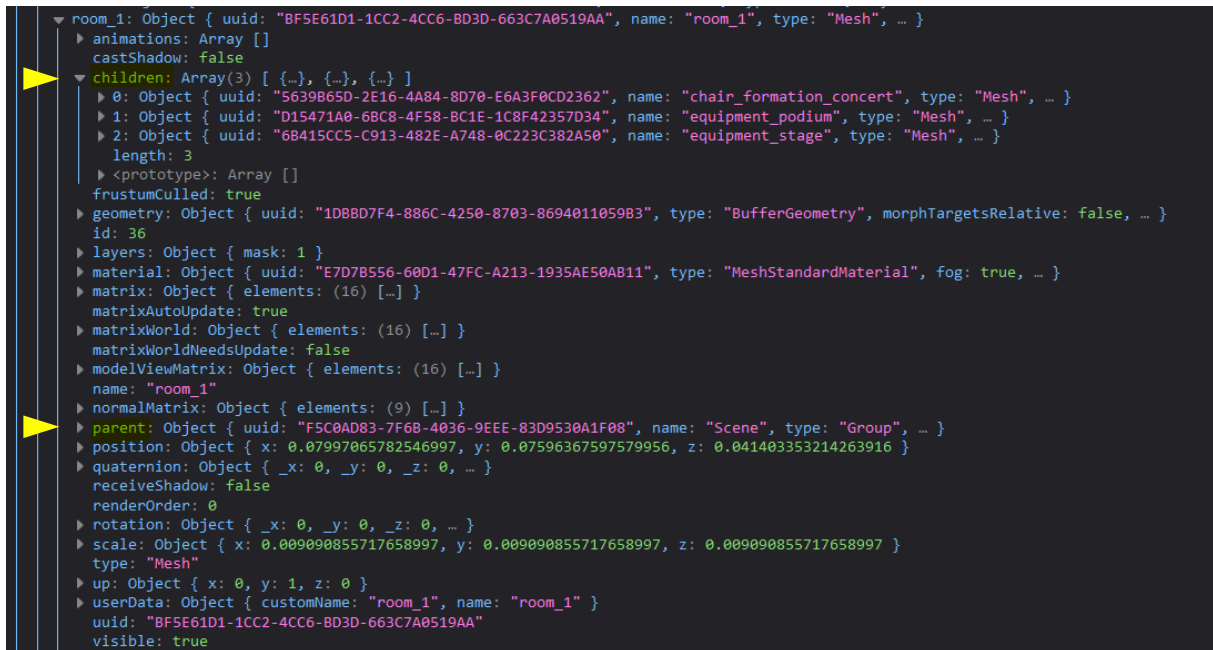 room_1: Object { uuid: "BF5E61D1-1CC2-4CC6-BD3D-663C7A0519AA", name: "room_1", type: "Mesh", … }
animations: Array []
castShadow: false
children: Array(3) [ {…}, {…}, {…} ]
0: Object { uuid: "5639B65D-2E16-4A84-8D70-E6A3F0CD2362", name: "chair_formation_concert", type: "Mesh", … }
1: Object { uuid: "D15471A0-6BC8-4F58-BC1E-1C8F42357D34", name: "equipment_podium", type: "Mesh", … }
2: Object { uuid: "6B415CC5-C913-482E-A748-0C223C382A50", name: "equipment_stage", type: "Mesh", … }
length: 3
<prototype>: Array []
frustumCulled: true
geometry: Object { uuid: "1DBBD7F4-886C-4250-8703-8694011059B3", type: "BufferGeometry", morphTargetsRelative: false, … }
id: 36
layers: Object { mask: 1 }
material: Object { uuid: "E7D7B556-60D1-47FC-A213-1935AE50AB11", type: "MeshStandardMaterial", fog: true, … }
matrix: Object { elements: (16) […] }
matrixAutoUpdate: true
matrixWorld: Object { elements: (16) […] }
matrixWorldNeedsUpdate: false
modelViewMatrix: Object { elements: (16) […] }
name: "room_1"
normalMatrix: Object { elements: (9) […] }
parent: Object { uuid: "F5C0AD83-7F6B-4036-9EEE-83D9530A1F08", name: "Scene", type: "Group", … }
position: Object { x: 0.07997065782546997, y: 0.07596367597579956, z: 0.041403353214263916 }
quaternion: Object { _x: 0, _y: 0, _z: 0, … }
receiveShadow: false
renderOrder: 0
rotation: Object { _x: 0, _y: 0, _z: 0, … }
scale: Object { x: 0.009090855717658997, y: 0.009090855717658997, z: 0.009090855717658997 }
type: "Mesh"
up: Object { x: 0, y: 1, z: 0 }
userData: Object { customName: "room_1", name: "room_1" }
uuid: "BF5E61D1-1CC2-4CC6-BD3D-663C7A0519AA"
visible: true